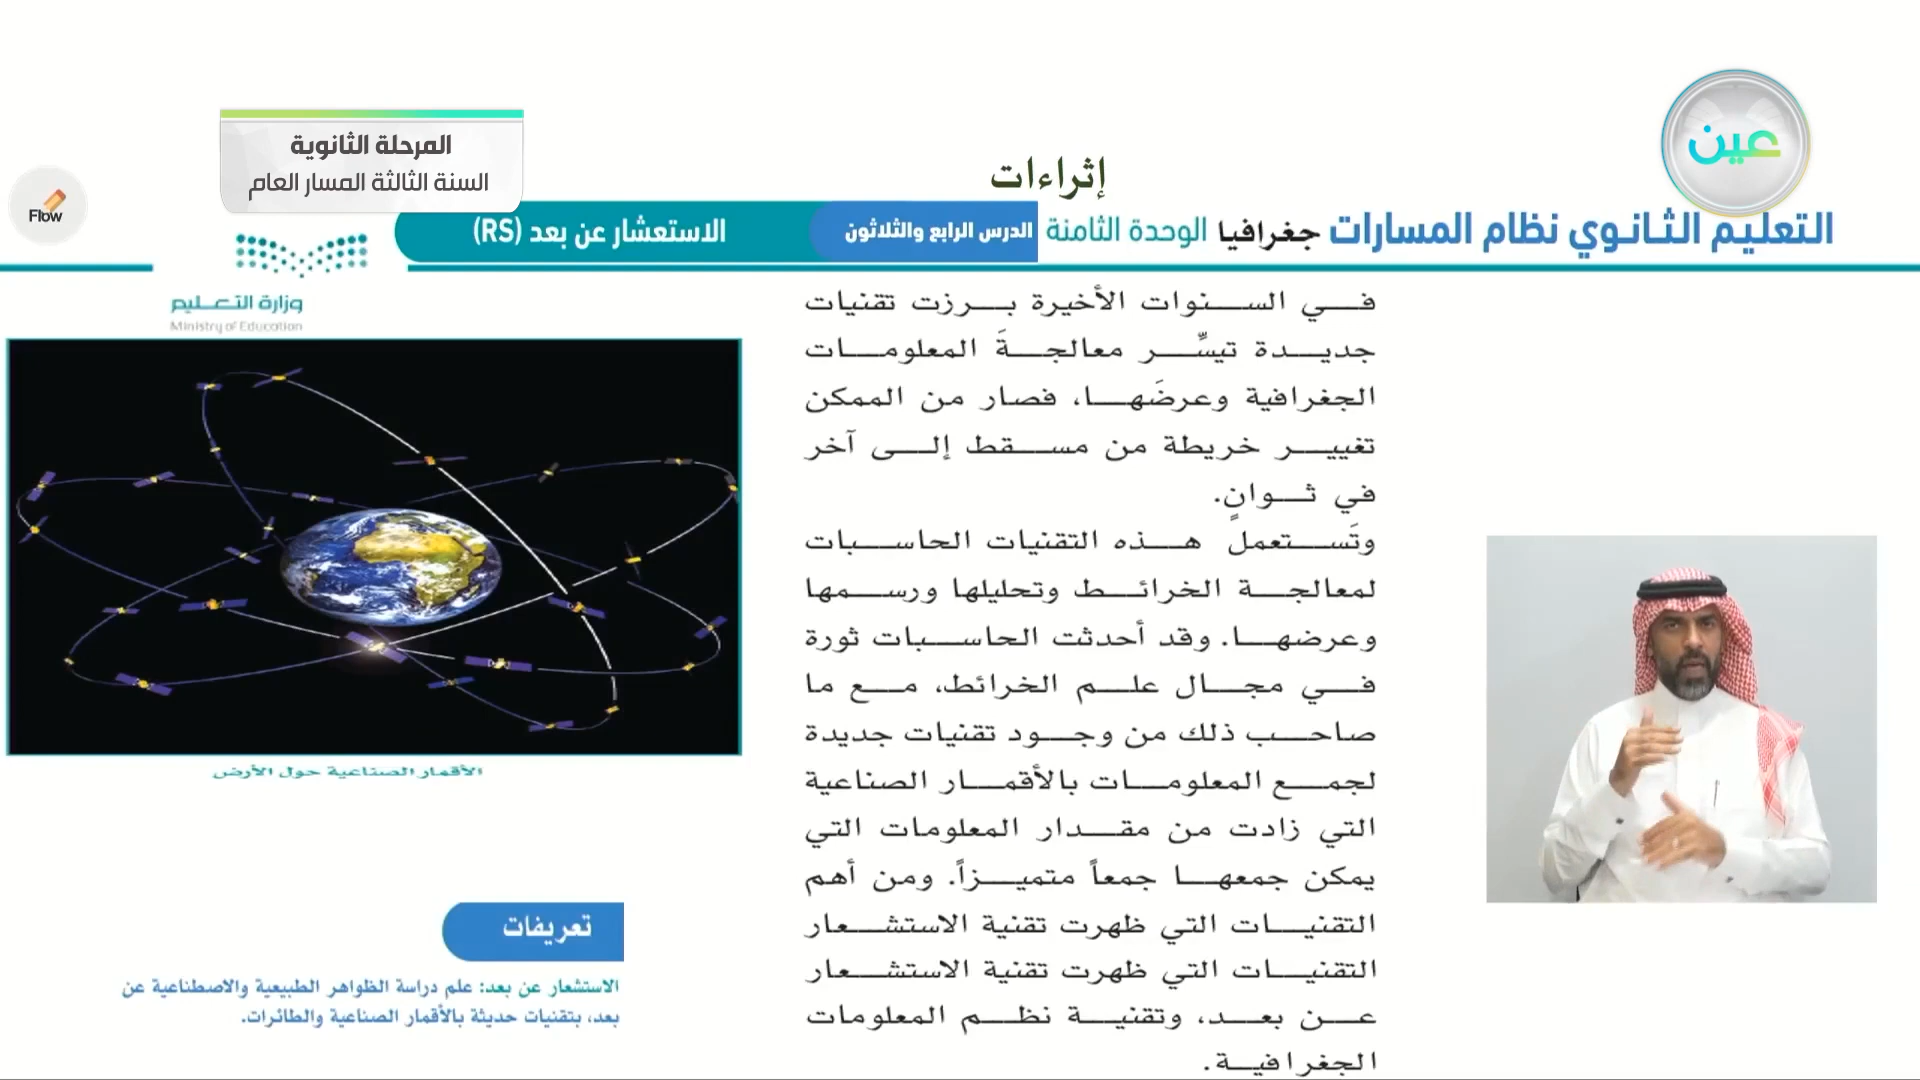 عين
المرحلة الثانوية
السنة الثالثة المسار العام
Flow
إثراءات
التعليم الثانوي نظام المسارات جغرافيا الوحدة الثامنة الدرس الرابع والثلاثون الاستعشار عن بعد (RS)
وزارة التعليم
Ministry of Education
في السنوات الأخيرة برزت تقنيات
جديدة تيسِّر معالجةَ المعلومات
الجغرافية وعرضَها، فصار من الممكن
تغيير خريطة من مسقط إلى آخر
في ثوانٍ.
وتَستعمل هذه التقنيات الحاسبات
لمعالجة الخرائط وتحليلها ورسمها
وعرضها. وقد أحدثت الحاسبات ثورة
في مجال علم الخرائط، مع ما
صاحب ذلك من وجود تقنيات جديدة
لجمع المعلومات بالأقمار الصناعية
التي زادت من مقدار المعلومات التي
يمكن جمعها جمعاً متميزاً. ومن أهم
التقنيات التي ظهرت تقنية الاستشعار
التقنيات التي ظهرت تقنية الاستشعار
عن بعد، وتقنية نظم المعلومات
الجغرافية.
الأقمار الصناعية حول الأرض
تعريفات
الاستشعار عن بعد: علم دراسة الظواهر الطبيعية والاصطناعية عن
بعد، بتقنيات حديثة بالأقمار الصناعية والطائرات.